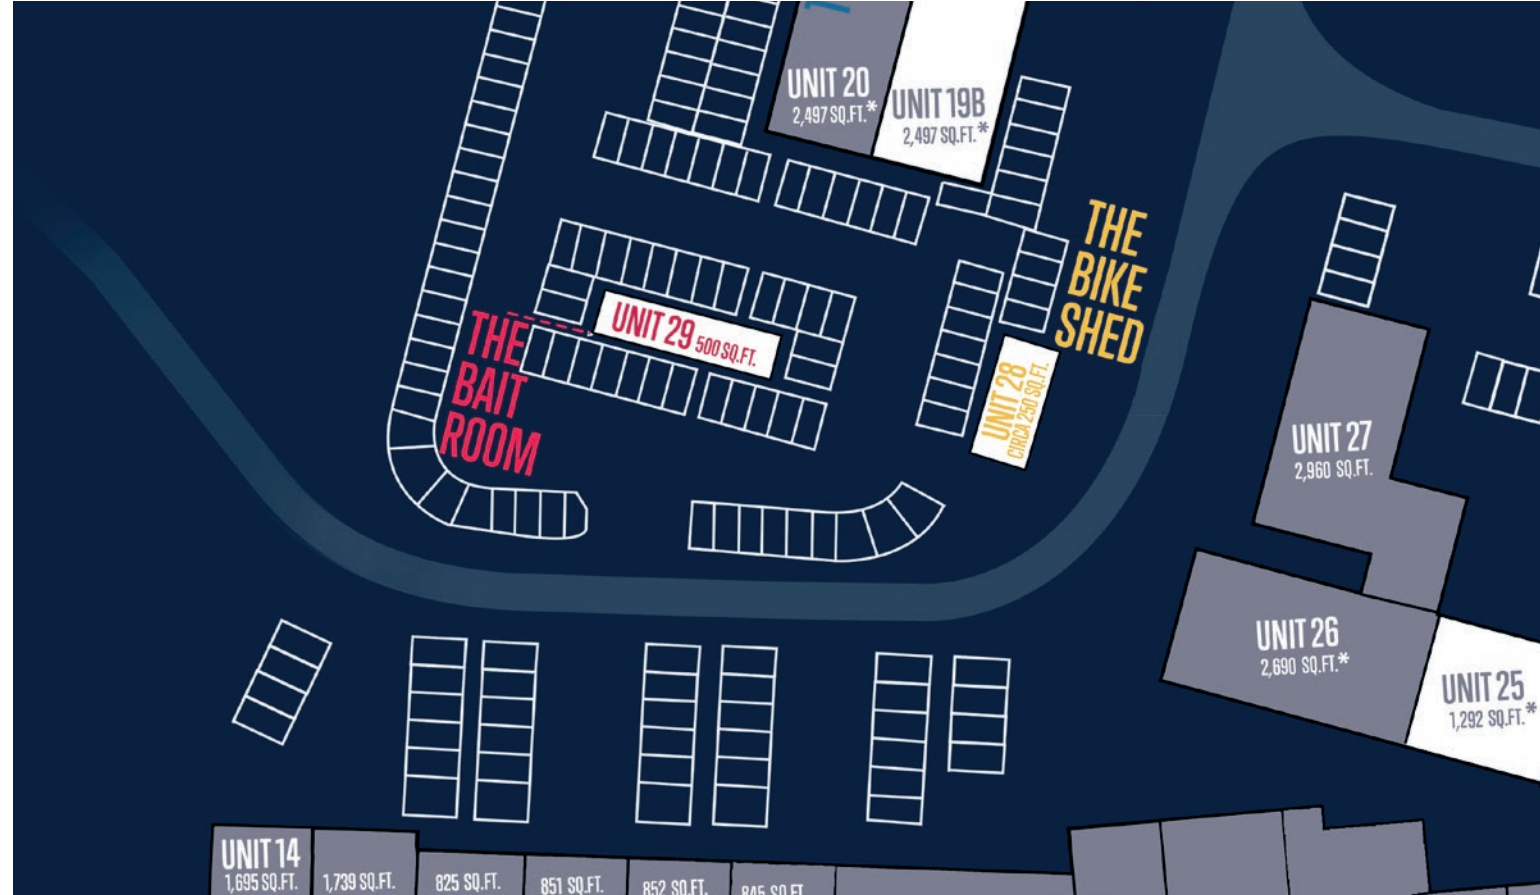 UNIT 20
2,497 SQ.FT.*
UNIT 19B
2,497 SQ.FT.*
THE
BIKE
SHED
UNIT 29 500 SQ.FT.
THE
BAIT
ROOM
UNIT 28
CIRCA 250 SQ.FT.
UNIT 27
2,960 SQ.FT.
UNIT 26
2,690 SQ.FT.*
UNIT 25
1,292 SQ.FT.*
UNIT 14
1,695 SQ.FT.
1,739 SQ.FT.
825 SQ.FT.
851 SQ.FT.
852 SQ.FT.
845 SQ.FT.